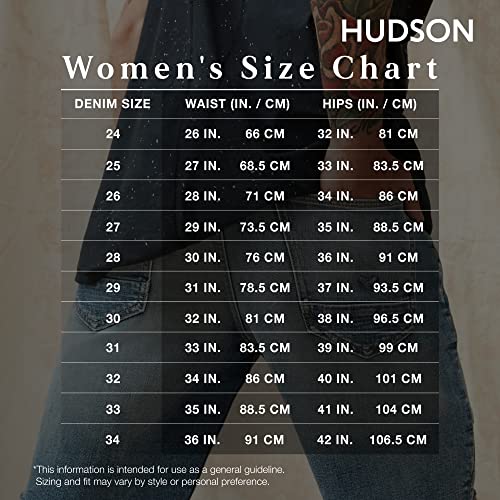 HUDSON
Women's Size Chart
DENIM SIZE WAIST (IN. / CM) HIPS (IN. / CM)
24 26 IN. 66 CM 32 IN. 81 CM
25 27 IN. 68.5 CM 33 IN. 83.5 CM
26 28 IN. 71 CM 34 IN. 86 CM
27 29 IN. 73.5 CM 35 IN. 88.5 CM
28 30 IN. 76 CM 36 IN. 91 CM
29 31 IN. 78.5 CM 37 IN. 93.5 CM
30 32 IN. 81 CM 38 IN. 96.5 CM
31 33 IN. 83.5 CM 39 IN. 99 CM
32 34 IN. 86 CM 40 IN. 101 CM
33 35 IN. 88.5 CM 41 IN. 104 CM
34 36 IN. 91 CM 42 IN. 106.5 CM
*This information is intended for use as a general guideline.
Sizing and fit may vary by style or personal preference.